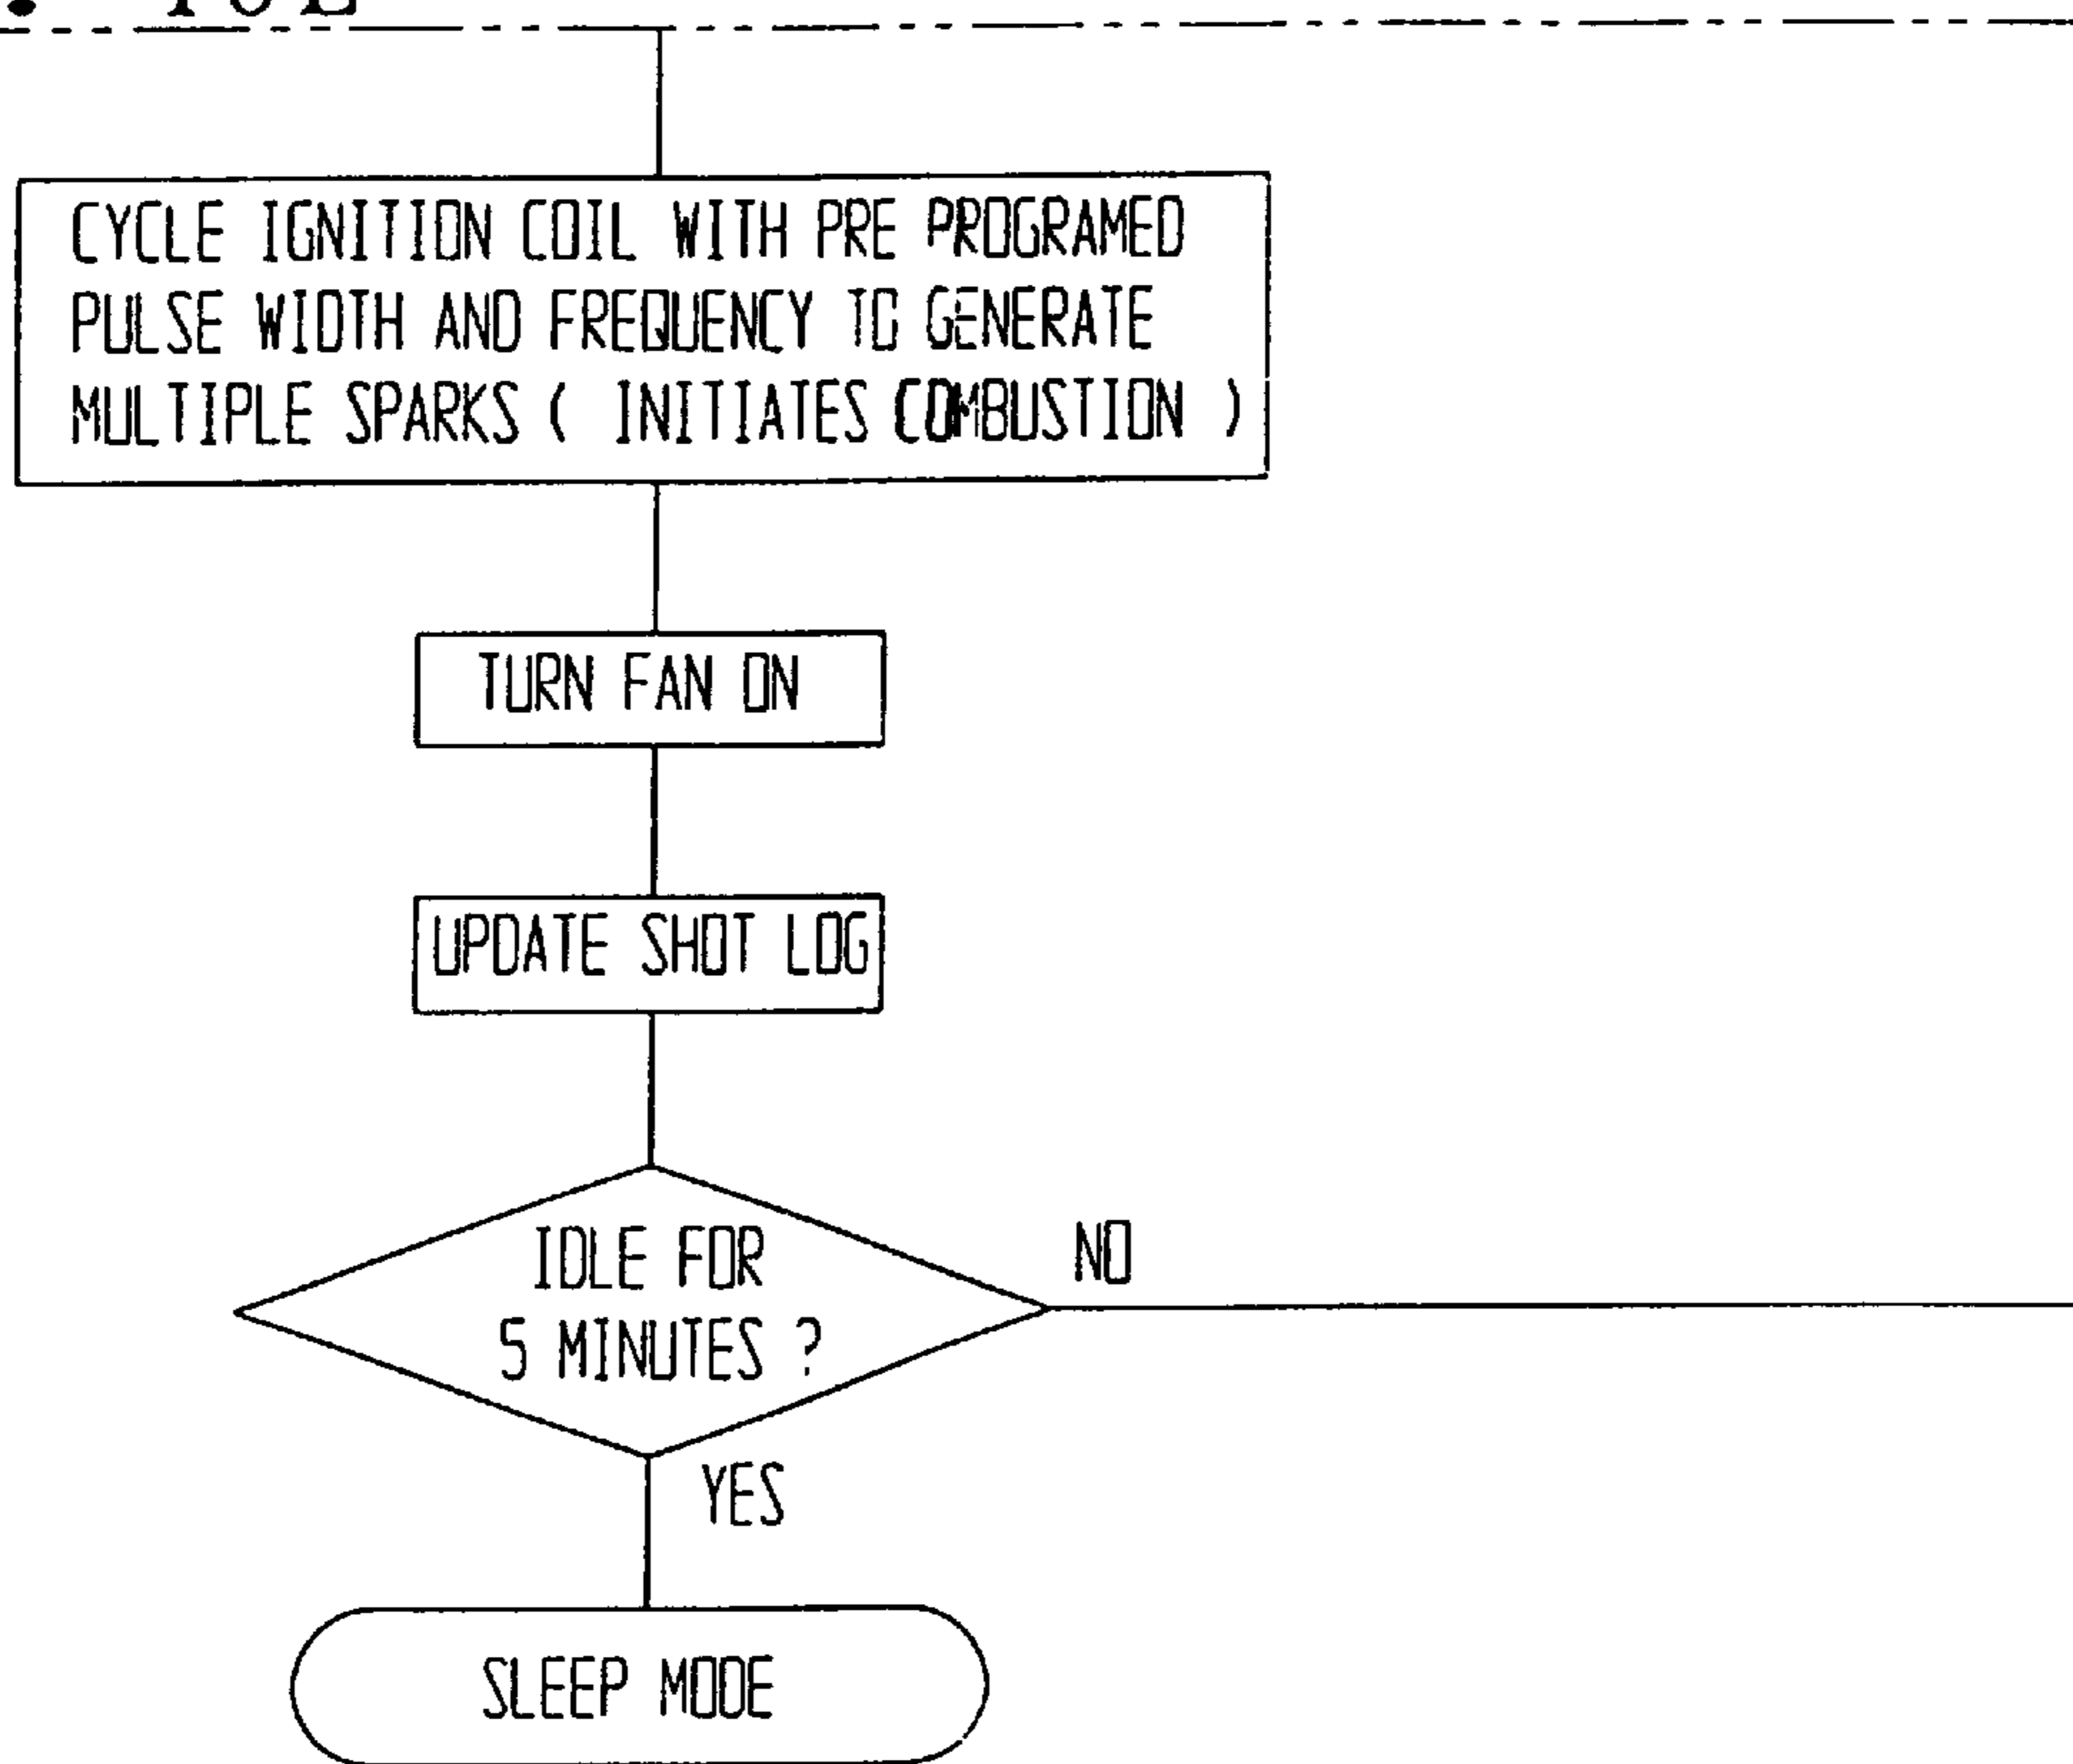 CYCLE IGNITION COIL WITH PRE PROGRAMED
PULSE WIDTH AND FREQUENCY TO GENERATE
MULTIPLE SPARKS ( INITIATES COMBUSTION )
TURN FAN ON
UPDATE SHOT LOG
IDLE FOR
5 MINUTES ?
NO
YES
SLEEP MODE